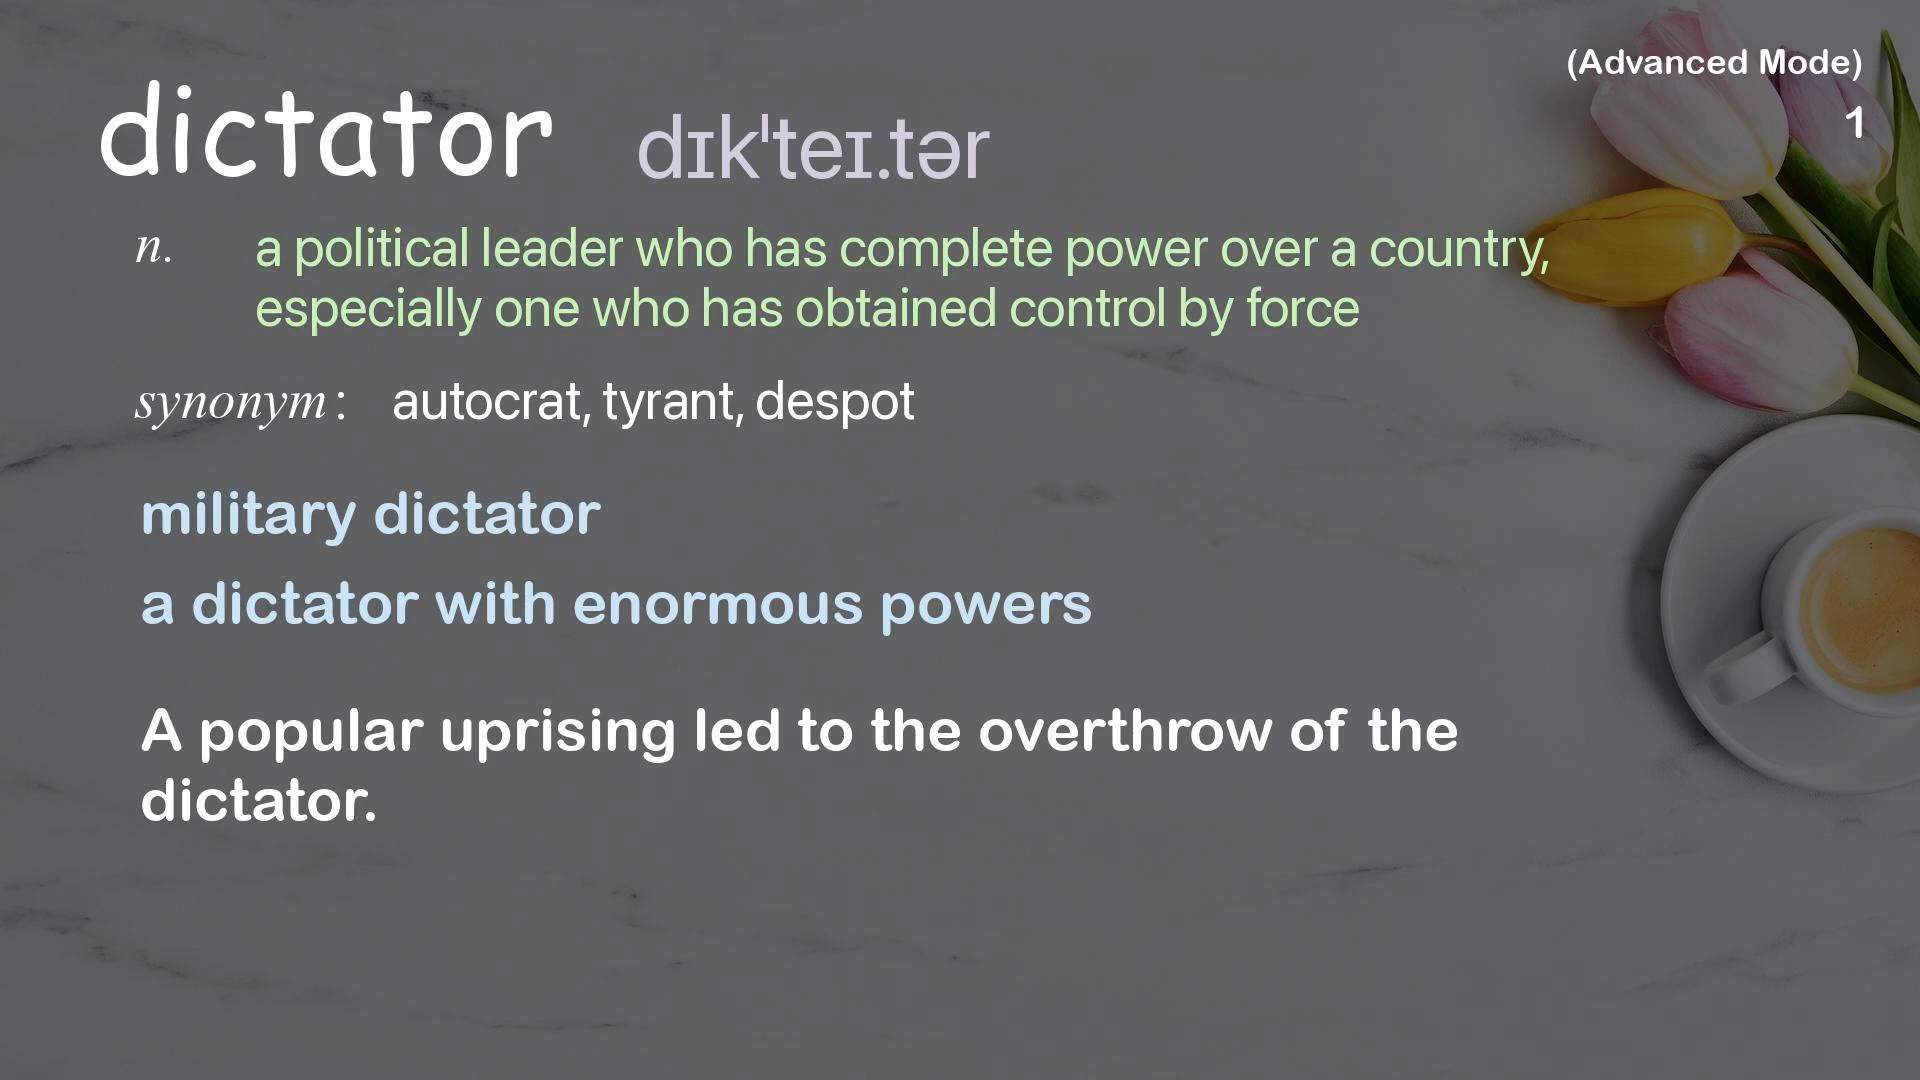 (Advanced Mode)
1
dictator dɪkˈteɪ.tər
n. a political leader who has complete power over a country,
especially one who has obtained control by force
synonym: autocrat, tyrant, despot
military dictator
a dictator with enormous powers
A popular uprising led to the overthrow of the
dictator.